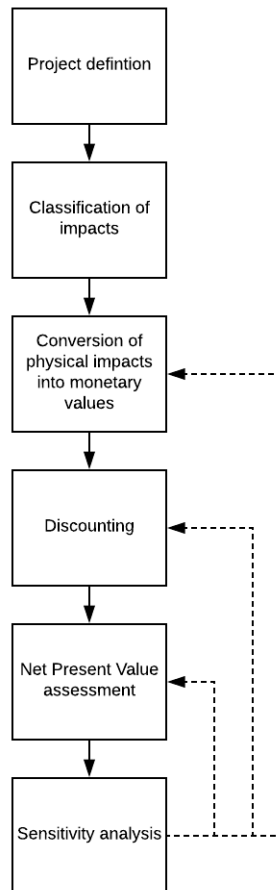 Project defintion
Classification of
impacts
Conversion of
physical impacts
into monetary
values
Discounting
Net Present Value
assessment
Sensitivity analysis